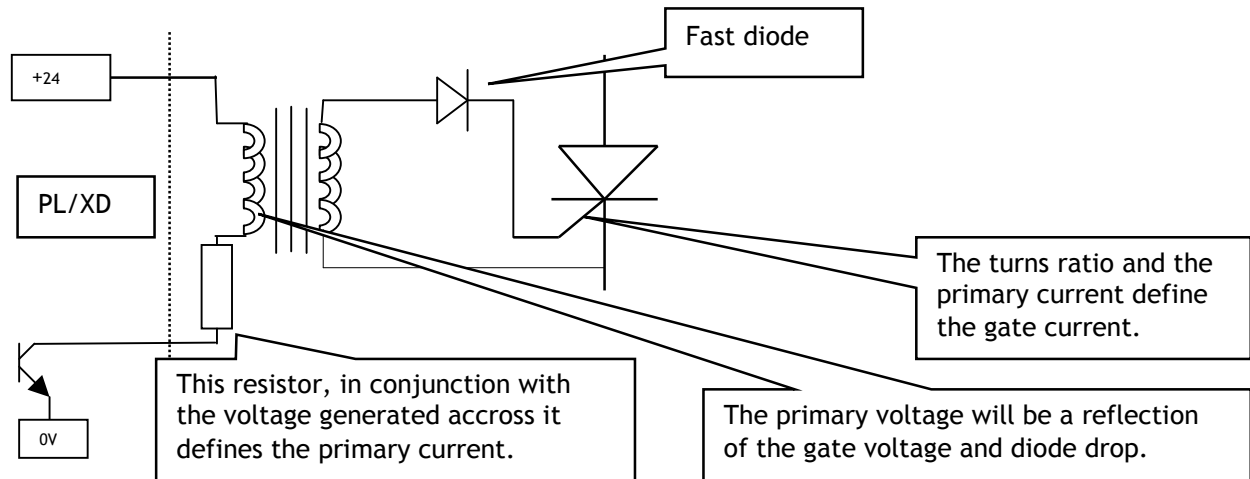 Fast diode
+24
PL/XD
The turns ratio and the
primary current define
the gate current.
This resistor, in conjunction with
the voltage generated accross it
defines the primary current.
The primary voltage will be a reflection
of the gate voltage and diode drop.
0V